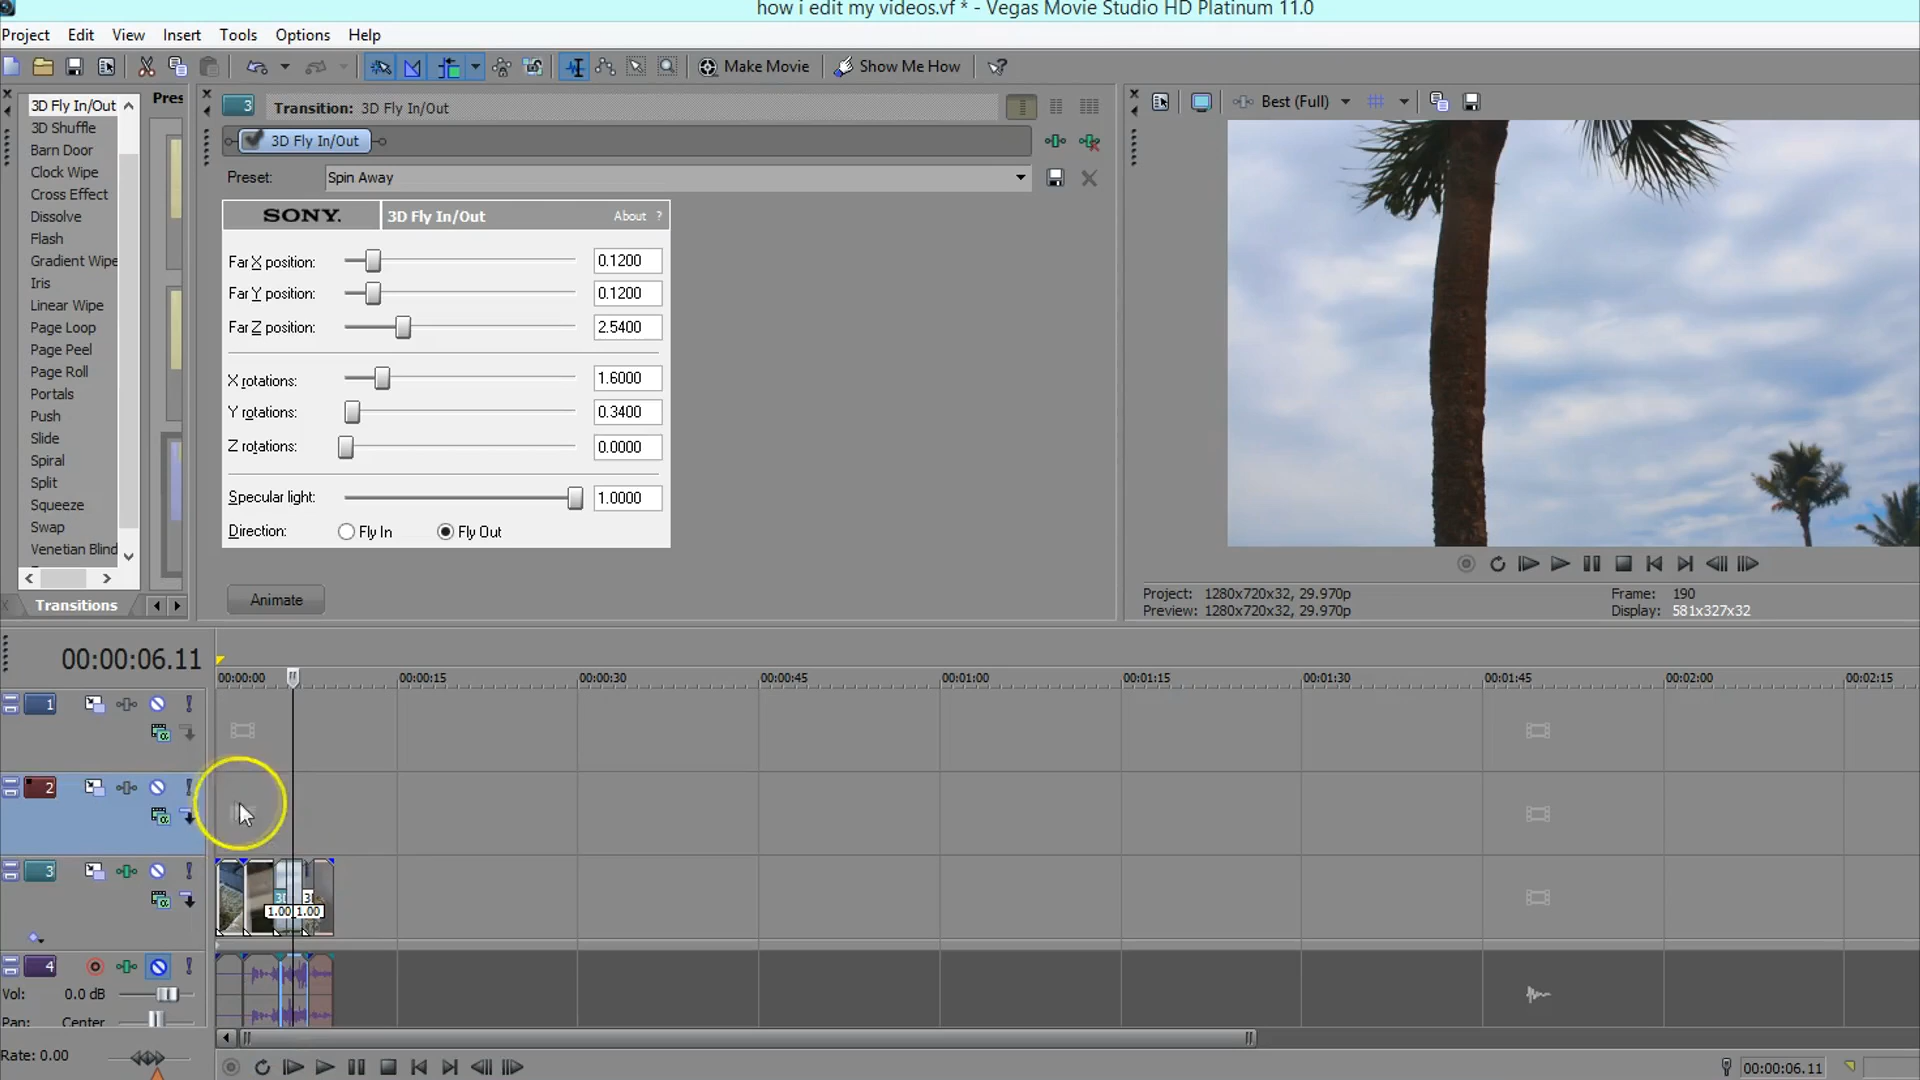 how i edit my videos.vf * - Vegas Movie Studio HD Platinum 11.0
Project Edit View Insert Tools Options Help
Make Movie Show Me How
3D Fly In/Out
3D Shuffle
Barn Door
Clock Wipe
Cross Effect
Dissolve
Flash
Gradient Wipe
Iris
Linear Wipe
Page Loop
Page Peel
Page Roll
Portals
Push
Slide
Spiral
Split
Squeeze
Swap
Venetian Blind
Transitions
Pres
3 Transition: 3D Fly In/Out
3D Fly In/Out
Preset: Spin Away
SONY. 3D Fly In/Out About ?
Far X position: 0.1200
Far Y position: 0.1200
Far Z position: 2.5400
X rotations: 1.6000
Y rotations: 0.3400
Z rotations: 0.0000
Specular light: 1.0000
Direction: Fly In Fly Out
Animate
Best (Full)
Project: 1280x720x32, 29.970p Frame: 190
Preview: 1280x720x32, 29.970p Display: 581x327x32
00:00:06.11
00:00:00 00:00:15 00:00:30 00:00:45 00:01:00 00:01:15 00:01:30 00:01:45 00:02:00 00:02:15
1
2
3
1.00 1.00
4
Vol: 0.0 dB
Pan: Center
Rate: 0.00
00:00:06.11